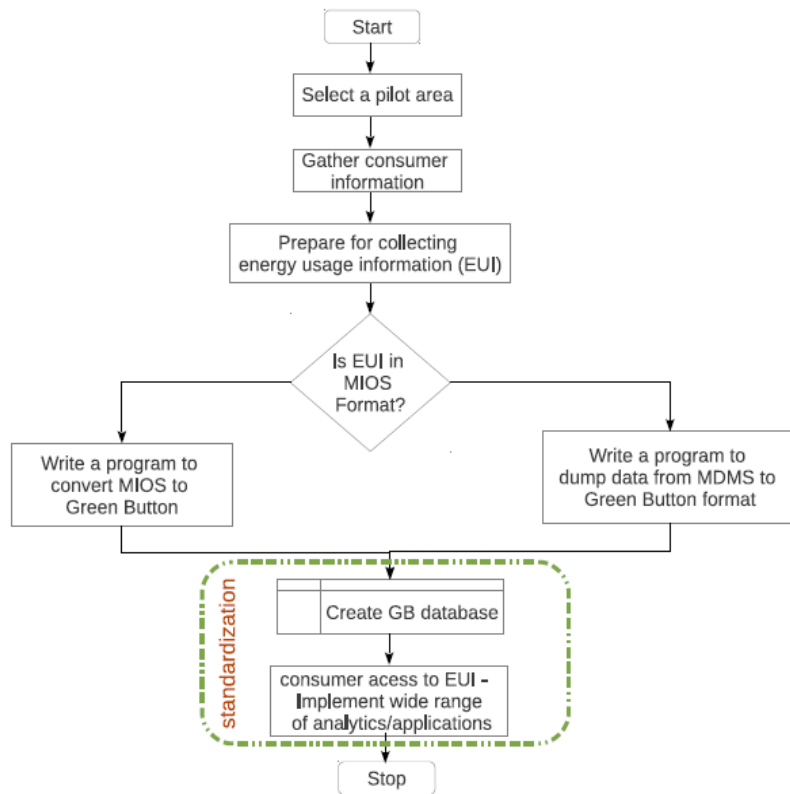 Start
Select a pilot area
Gather consumer
information
Prepare for collecting
energy usage information (EUI)
Is EUI in
MIOS
Format?
Write a program to
convert MIOS to
Green Button
Write a program to
dump data from MDMS to
Green Button format
standardization
Create GB database
consumer acess to EUI -
Implement wide range
of analytics/applications
Stop